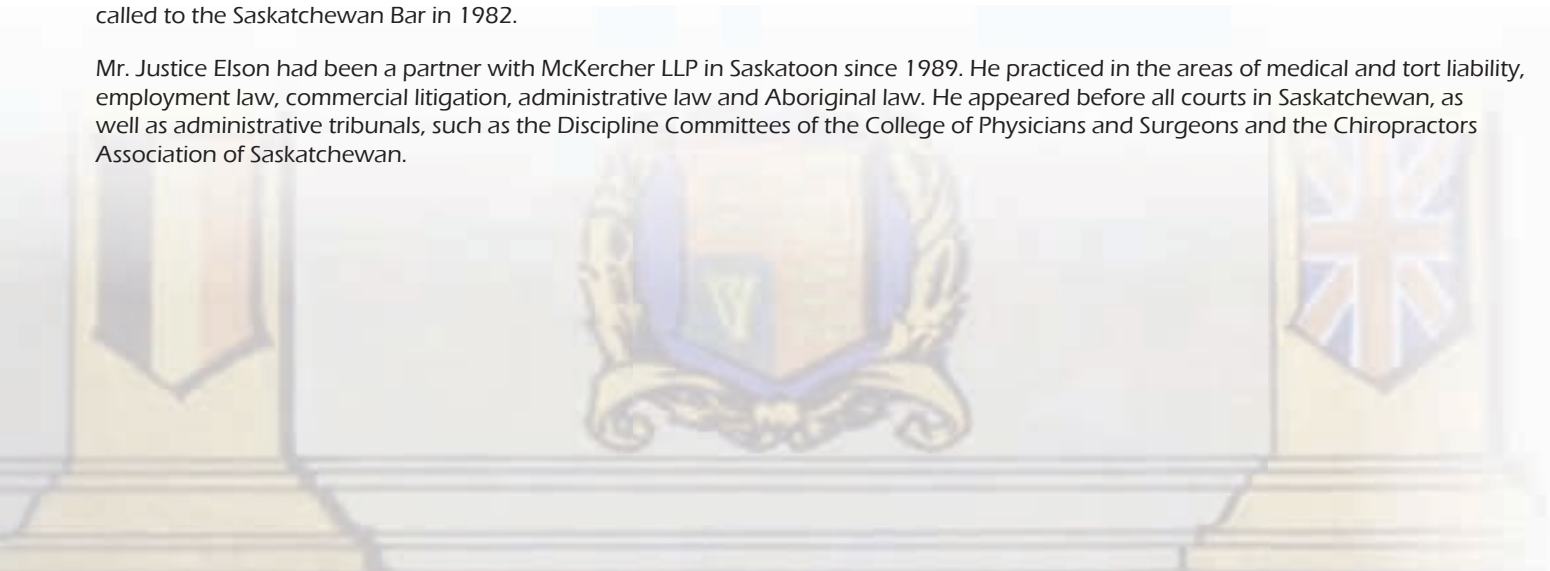 called to the Saskatchewan Bar in 1982.
Mr. Justice Elson had been a partner with McKercher LLP in Saskatoon since 1989. He practiced in the areas of medical and tort liability,
employment law, commercial litigation, administrative law and Aboriginal law. He appeared before all courts in Saskatchewan, as
well as administrative tribunals, such as the Discipline Committees of the College of Physicians and Surgeons and the Chiropractors
Association of Saskatchewan.